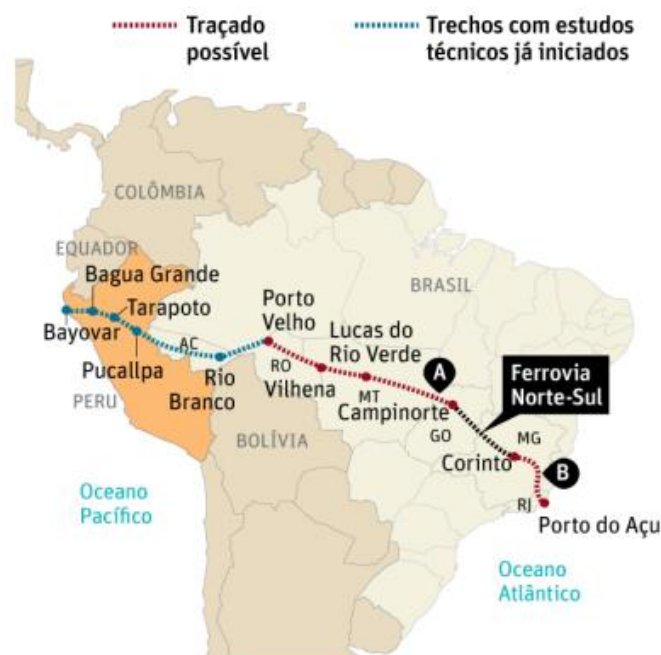 Traçado
possível
Trechos com estudos
técnicos já iniciados
COLÔMBIA
EQUADOR
Bagua Grande
Tarapoto
Bayovar
Pucallpa
PERU
AC
Rio
Branco
Porto
Velho
RO
Vilhena
Lucas do
Rio Verde
MT
BRASIL
A
Campinorte
GO
Ferrovia
Norte-Sul
MG
Corinto
B
RJ
Porto do Açu
BOLÍVIA
Oceano
Pacífico
Oceano
Atlântico